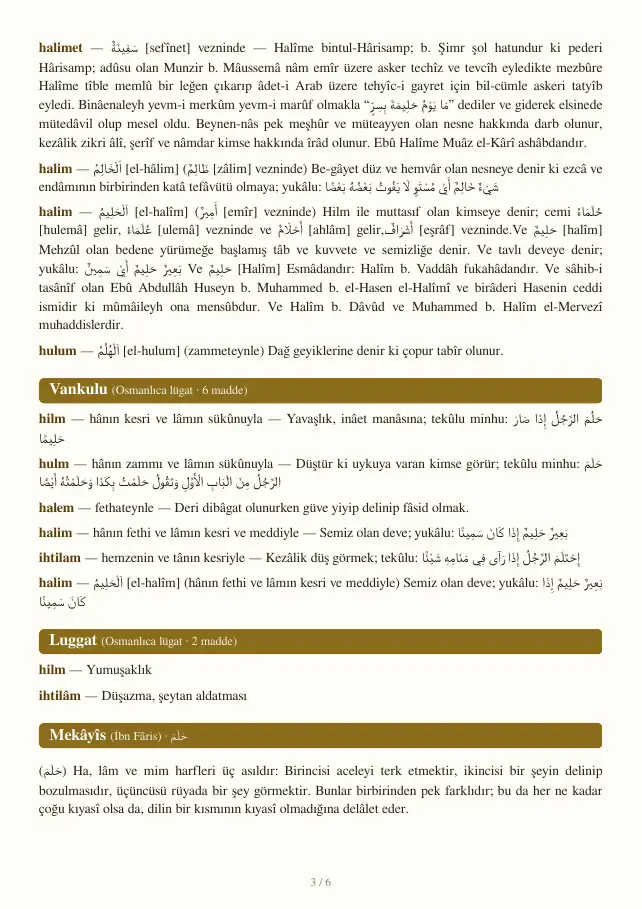 halimet — سَفِينَةٌ [sefînet] vezninde — Halîme bintul-Hârisamp; b. Şimr şol hatundur ki pederi
Hârisamp; adûsu olan Munzir b. Mâussemâ nâm emîr üzere asker techîz ve tevcîh eyledikte mezbûre
Halîme tîble memlû bir leğen çıkarıp âdet-i Arab üzere tehyîc-i gayret için bil-cümle askeri tatyîb
eyledi. Binâenaleyh yevm-i merkûm yevm-i marûf olmakla “مَا يَوْمُ حَلِيمَةَ بِسِرٍّ” dediler ve giderek elsinede
mütedâvil olup mesel oldu. Beynen-nâs pek meşhûr ve müteayyen olan nesne hakkında darb olunur,
kezâlik zikri âlî, şerîf ve nâmdar kimse hakkında îrâd olunur. Ebû Halîme Muâz el-Kârî ashâbdandır.
halim — اَلْحَالِمُ [el-hâlim] (ظَالِمٌ [zâlim] vezninde) Be-gâyet düz ve hemvâr olan nesneye denir ki ezcâ ve
endâmının birbirinden katâ tefâvütü olmaya; yukâlu: شَيْءٌ حَالِمٌ أَيْ مُسْتَوٍ لَا يَفُوتُ بَعْضُهُ بَعْضًا
halim — اَلْحَلِيمُ [el-halîm] (أَمِيرٌ [emîr] vezninde) Hilm ile muttasıf olan kimseye denir; cemi حُلَمَاءُ
[hulemâ] gelir, عُلَمَاءُ [ulemâ] vezninde ve أَحْلَامٌ [ahlâm] gelir,أَشْرَافٌ [eşrâf] vezninde.Ve حَلِيمٌ [halîm]
Mehzûl olan bedene yürümeğe başlamış tâb ve kuvvete ve semizliğe denir. Ve tavlı deveye denir;
yukâlu: بَعِيرٌ حَلِيمٌ أَيْ سَمِينٌ Ve حَلِيمٌ [Halîm] Esmâdandır: Halîm b. Vaddâh fukahâdandır. Ve sâhib-i
tasânîf olan Ebû Abdullâh Huseyn b. Muhammed b. el-Hasen el-Halîmî ve birâderi Hasenin ceddi
ismidir ki mûmâileyh ona mensûbdur. Ve Halîm b. Dâvûd ve Muhammed b. Halîm el-Mervezî
muhaddislerdir.
hulum — اَلْهُلُمُ [el-hulum] (zammeteynle) Dağ geyiklerine denir ki çopur tabîr olunur.
Vankulu (Osmanlıca lügat · 6 madde)
hilm — hânın kesri ve lâmın sükûnuyla — Yavaşlık, inâet manâsına; tekûlu minhu: حَلُمَ الرَّجُلُ إِذَا صَارَ
حَلِيمًا
hulm — hânın zammı ve lâmın sükûnuyla — Düştür ki uykuya varan kimse görür; tekûlu minhu: حَلَمَ
الرَّجُلُ مِنَ الْبَابِ الْأَوَّلِ وَتَقُولُ حَلَمْتُ بِكَذَا وَحَلَمْتُهُ أَيْضًا
halem — fethateynle — Deri dibâgat olunurken güve yiyip delinip fâsid olmak.
halim — hânın fethi ve lâmın kesri ve meddiyle — Semiz olan deve; yukâlu: بَعِيرٌ حَلِيمٌ إِذَا كَانَ سَمِينًا
ihtilam — hemzenin ve tânın kesriyle — Kezâlik düş görmek; tekûlu: إِحْتَلَمَ الرَّجُلُ إِذَا رَأَى فِي مَنَامِهِ شَيْئًا
halim — اَلْحَلِيمُ [el-halîm] (hânın fethi ve lâmın kesri ve meddiyle) Semiz olan deve; yukâlu: بَعِيرٌ حَلِيمٌ إِذَا
كَانَ سَمِينًا
Luggat (Osmanlıca lügat · 2 madde)
hilm — Yumuşaklık
ihtilâm — Düşazma, şeytan aldatması
Mekâyîs (İbn Fâris) · حَلَمَ
(حَلَمَ) Ha, lâm ve mim harfleri üç asıldır: Birincisi aceleyi terk etmektir, ikincisi bir şeyin delinip
bozulmasıdır, üçüncüsü rüyada bir şey görmektir. Bunlar birbirinden pek farklıdır; bu da her ne kadar
çoğu kıyasî olsa da, dilin bir kısmının kıyasî olmadığına delâlet eder.
3 / 6